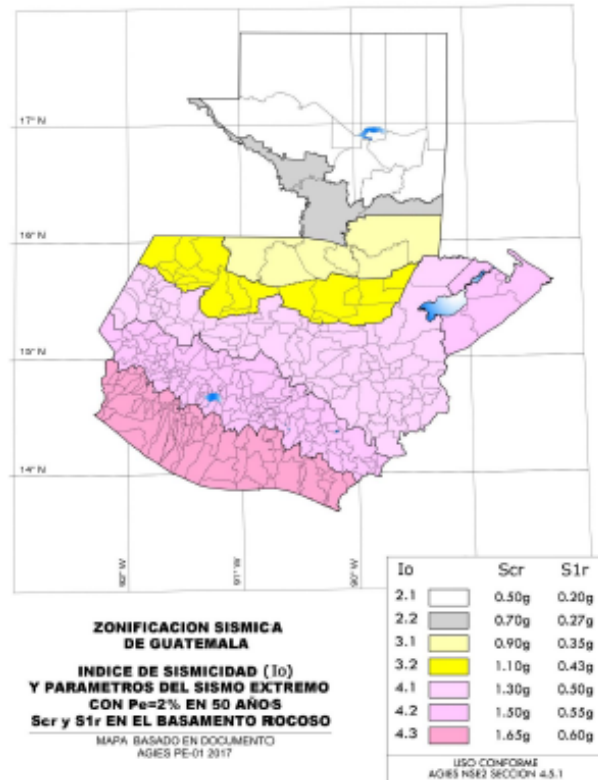 17° N
16° N
15° N
14° N
92° W
91° W
90° W
Io Scr S1r
2.1 0.50g 0.20g
2.2 0.70g 0.27g
3.1 0.90g 0.35g
3.2 1.10g 0.43g
4.1 1.30g 0.50g
4.2 1.50g 0.55g
4.3 1.65g 0.60g
USO CONFORME
AGIES NSE2 SECCION 4.5.1
ZONIFICACION SISMICA
DE GUATEMALA
INDICE DE SISMICIDAD (Io)
Y PARAMETROS DEL SISMO EXTREMO
CON Pe=2% EN 50 AÑOS
Scr y S1r EN EL BASAMENTO ROCOSO
MAPA BASADO EN DOCUMENTO
AGIES PE-01 2017